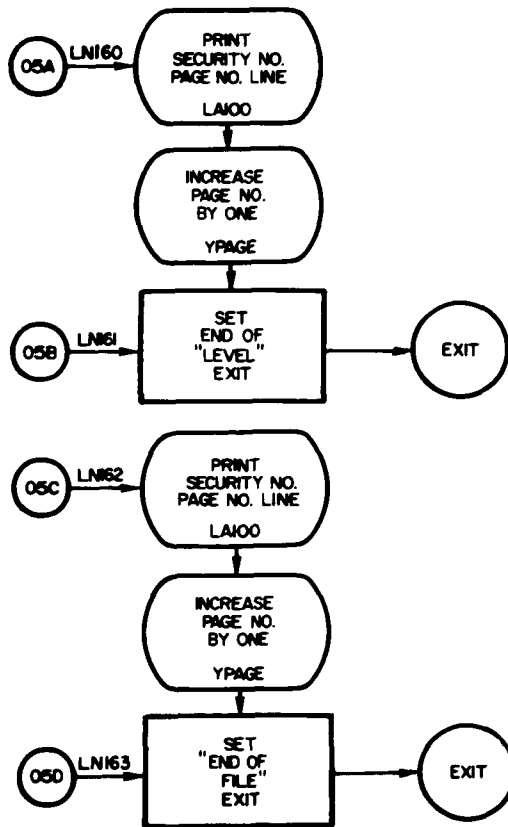 05A
LN160
PRINT
SECURITY NO.
PAGE NO. LINE
LA100
INCREASE
PAGE NO.
BY ONE
YPAGE
05B
LN161
SET
END OF
"LEVEL"
EXIT
EXIT
05C
LN162
PRINT
SECURITY NO.
PAGE NO. LINE
LA100
INCREASE
PAGE NO.
BY ONE
YPAGE
05D
LN163
SET
"END OF
FILE"
EXIT
EXIT